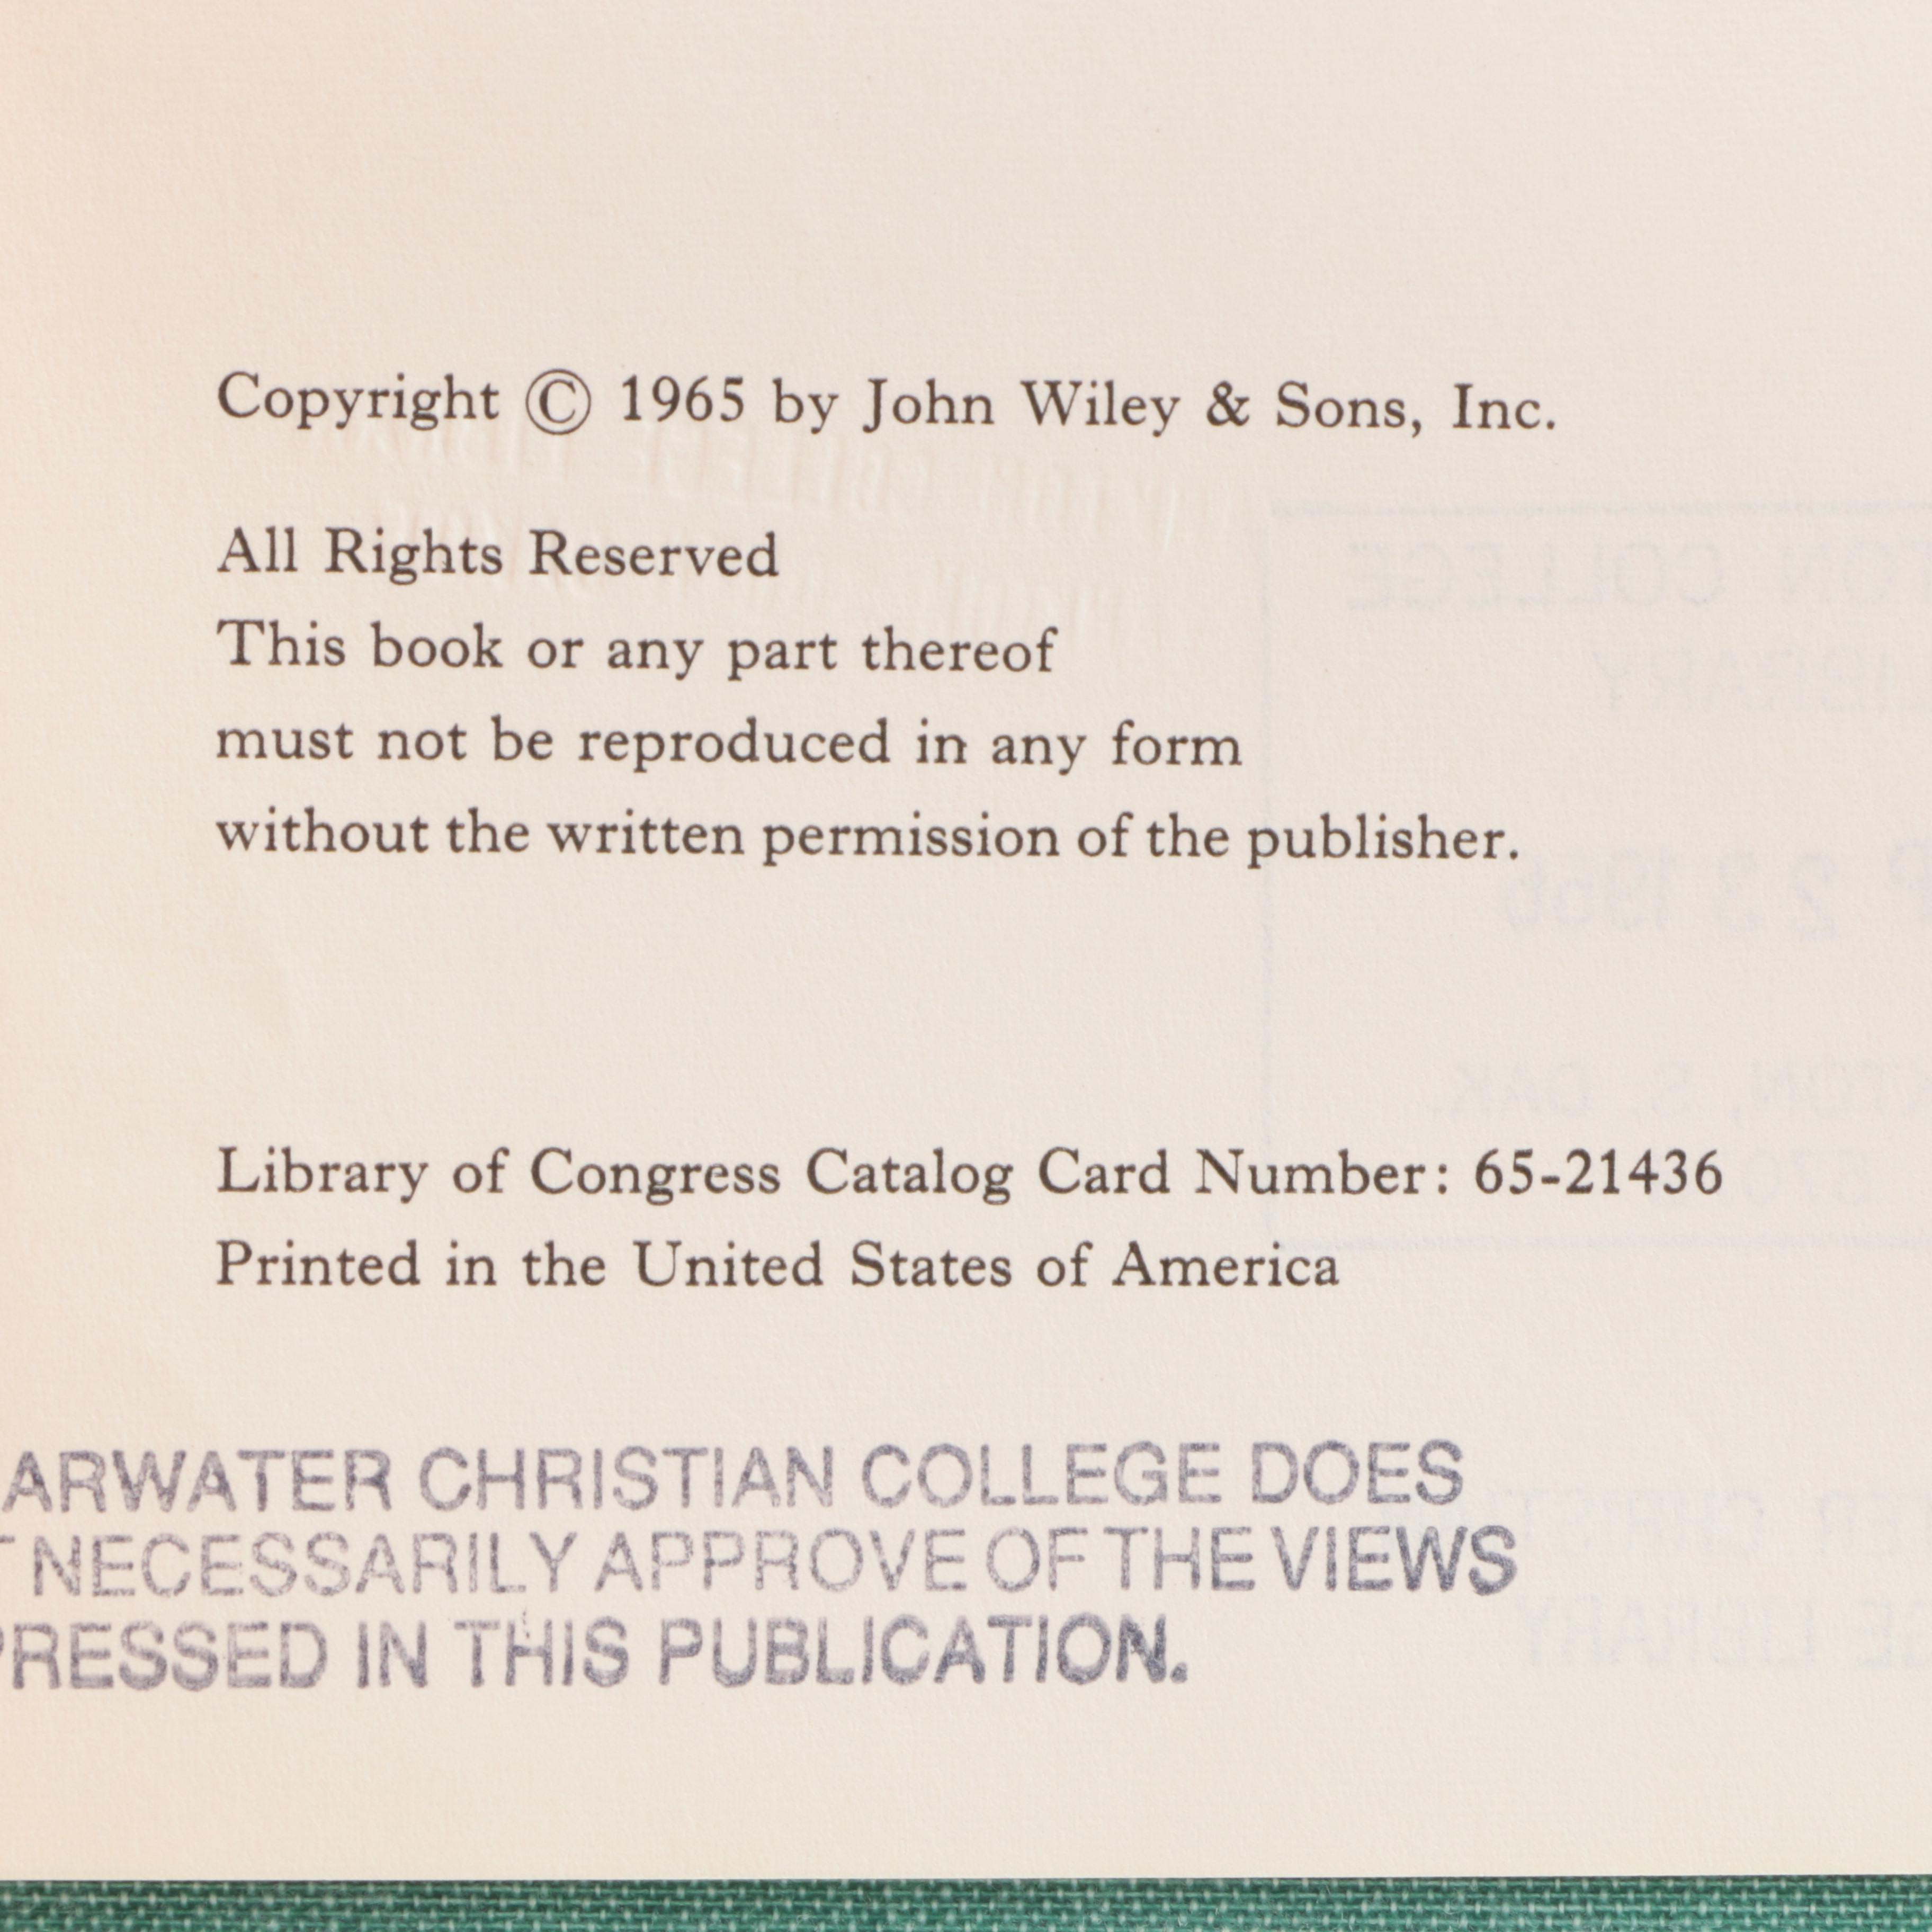 Copyright © 1965 by John Wiley & Sons, Inc.
All Rights Reserved
This book or any part thereof
must not be reproduced in any form
without the written permission of the publisher.
Library of Congress Catalog Card Number: 65-21436
Printed in the United States of America
ARWATER CHRISTIAN COLLEGE DOES
T NECESSARILY APPROVE OF THE VIEWS
PRESSED IN THIS PUBLICATION.